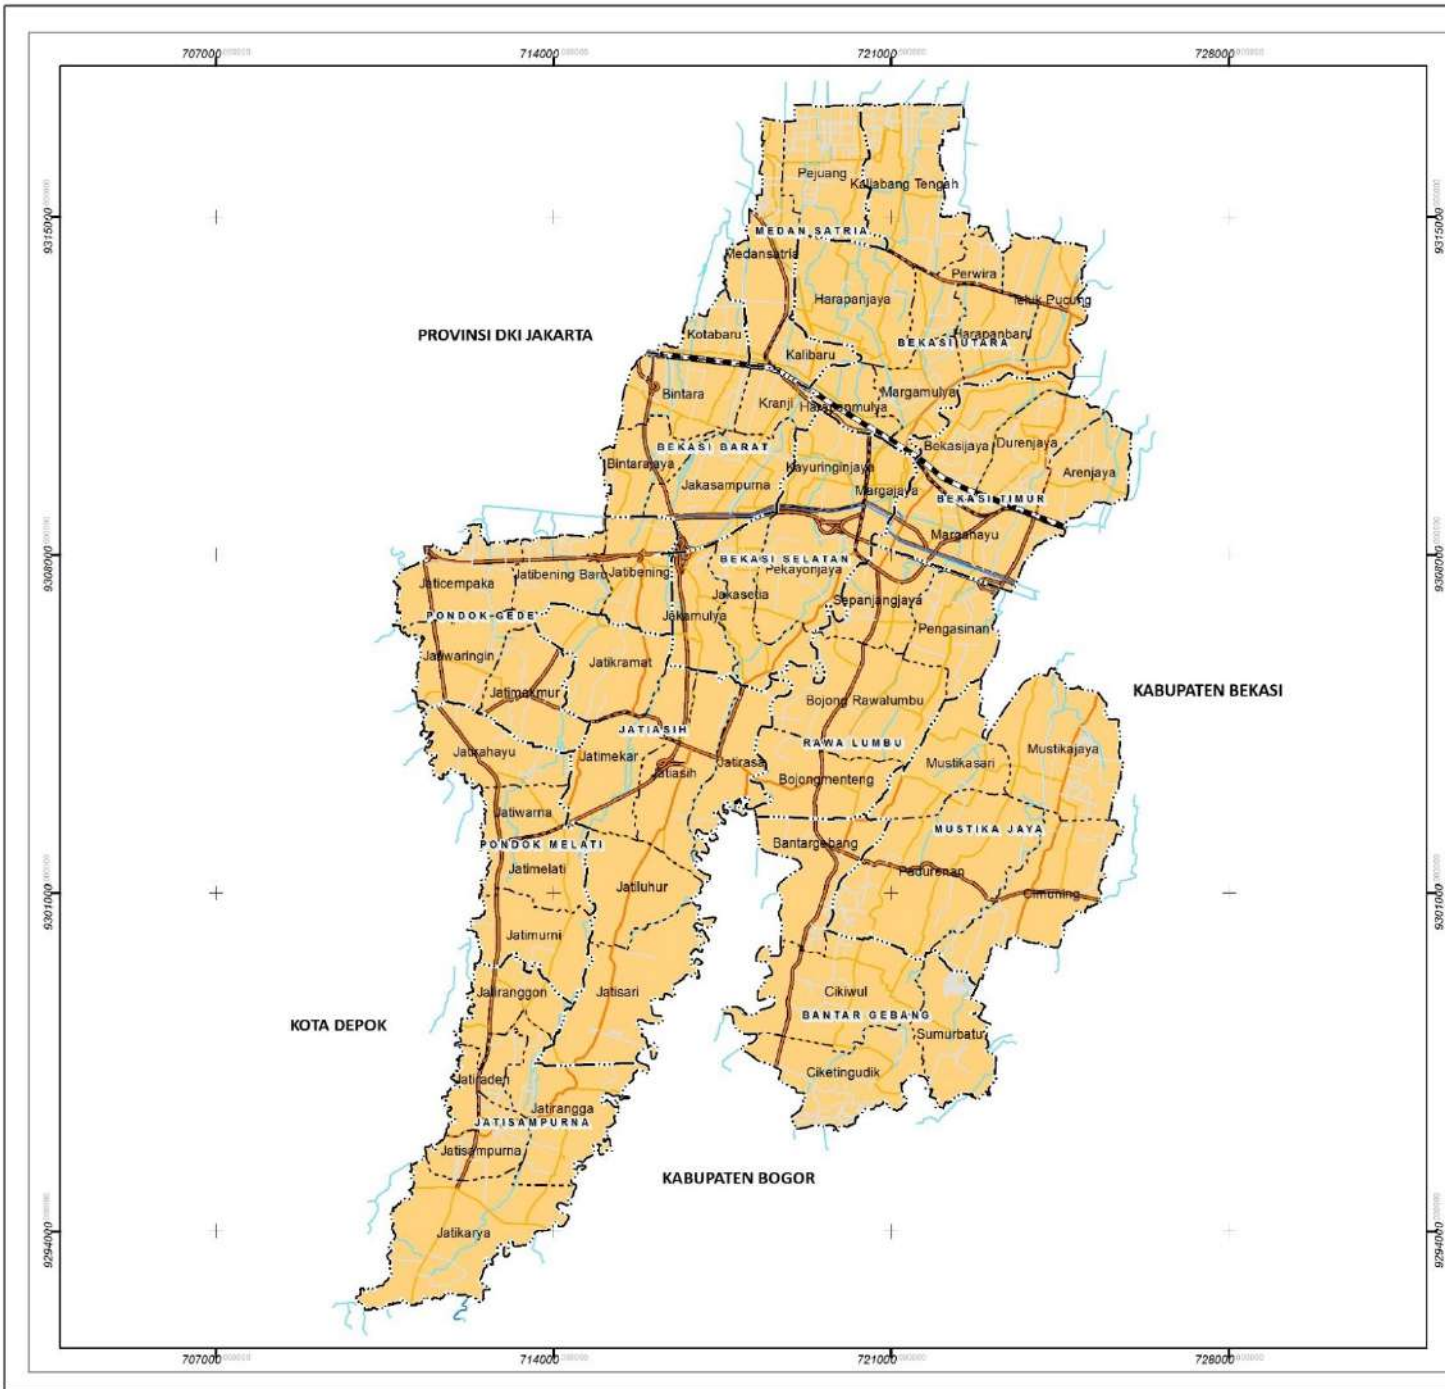 707000 714000 721000 728000
Pejuang
Kaliabang Tengah
9315000 9315000
MEDAN SATRIA
Medansatria
Perwira
Harapanjaya
Teluk Pucung
PROVINSI DKI JAKARTA
Kotabaru
Harapanbaru
BEKASI UTARA
Kalibaru
Bintara
Margamulya
Kranji
Harapanmulya
BEKASI BARAT
Bekasijaya
Durenjaya
Bintarajaya
Kayuringinjaya
Arenjaya
Jakasampurna
Margajaya
BEKASI TIMUR
Margahayu
9308000 9308000
BEKASI SELATAN
Pekayonjaya
Jaticempaka
Jatibening Baru
Jatibening
Jakasetia
Sepanjangjaya
PONDOK GEDE
Jakamulya
Pengasinan
Jatiwaringin
Jatikramat
KABUPATEN BEKASI
Jatimakmur
Bojong Rawalumbu
JATIASIH
RAWA LUMBU
Jatirahayu
Jatimekar
Jatirasa
Mustikasari
Mustikajaya
Jatiasih
Bojongmenteng
Jatiwarna
MUSTIKA JAYA
PONDOK MELATI
Bantargebang
Jatimelati
Padurenan
Jatiluhur
Cimuning
9301000 9301000
Jatimurni
Jatiranggon
Jatisari
Cikiwul
BANTAR GEBANG
KOTA DEPOK
Sumurbatu
Ciketingudik
Jatiraden
Jatirangga
JATISAMPURNA
Jatisampurna
KABUPATEN BOGOR
Jatikarya
9294000 9294000
707000 714000 721000 728000